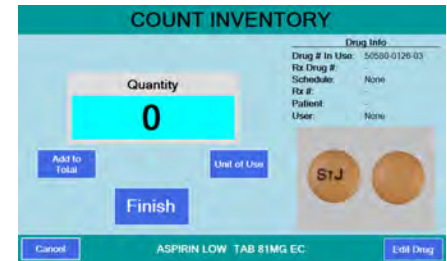 COUNT INVENTORY
Drug Info
Drug # In Use: 50580-0126-03
Rx Drug #: -
Schedule: None
Rx #: -
Patient: -
User: None
Quantity
0
Add to
Total
Unit of Use
Finish
StJ
Cancel
ASPIRIN LOW TAB 81MG EC
Edit Drug